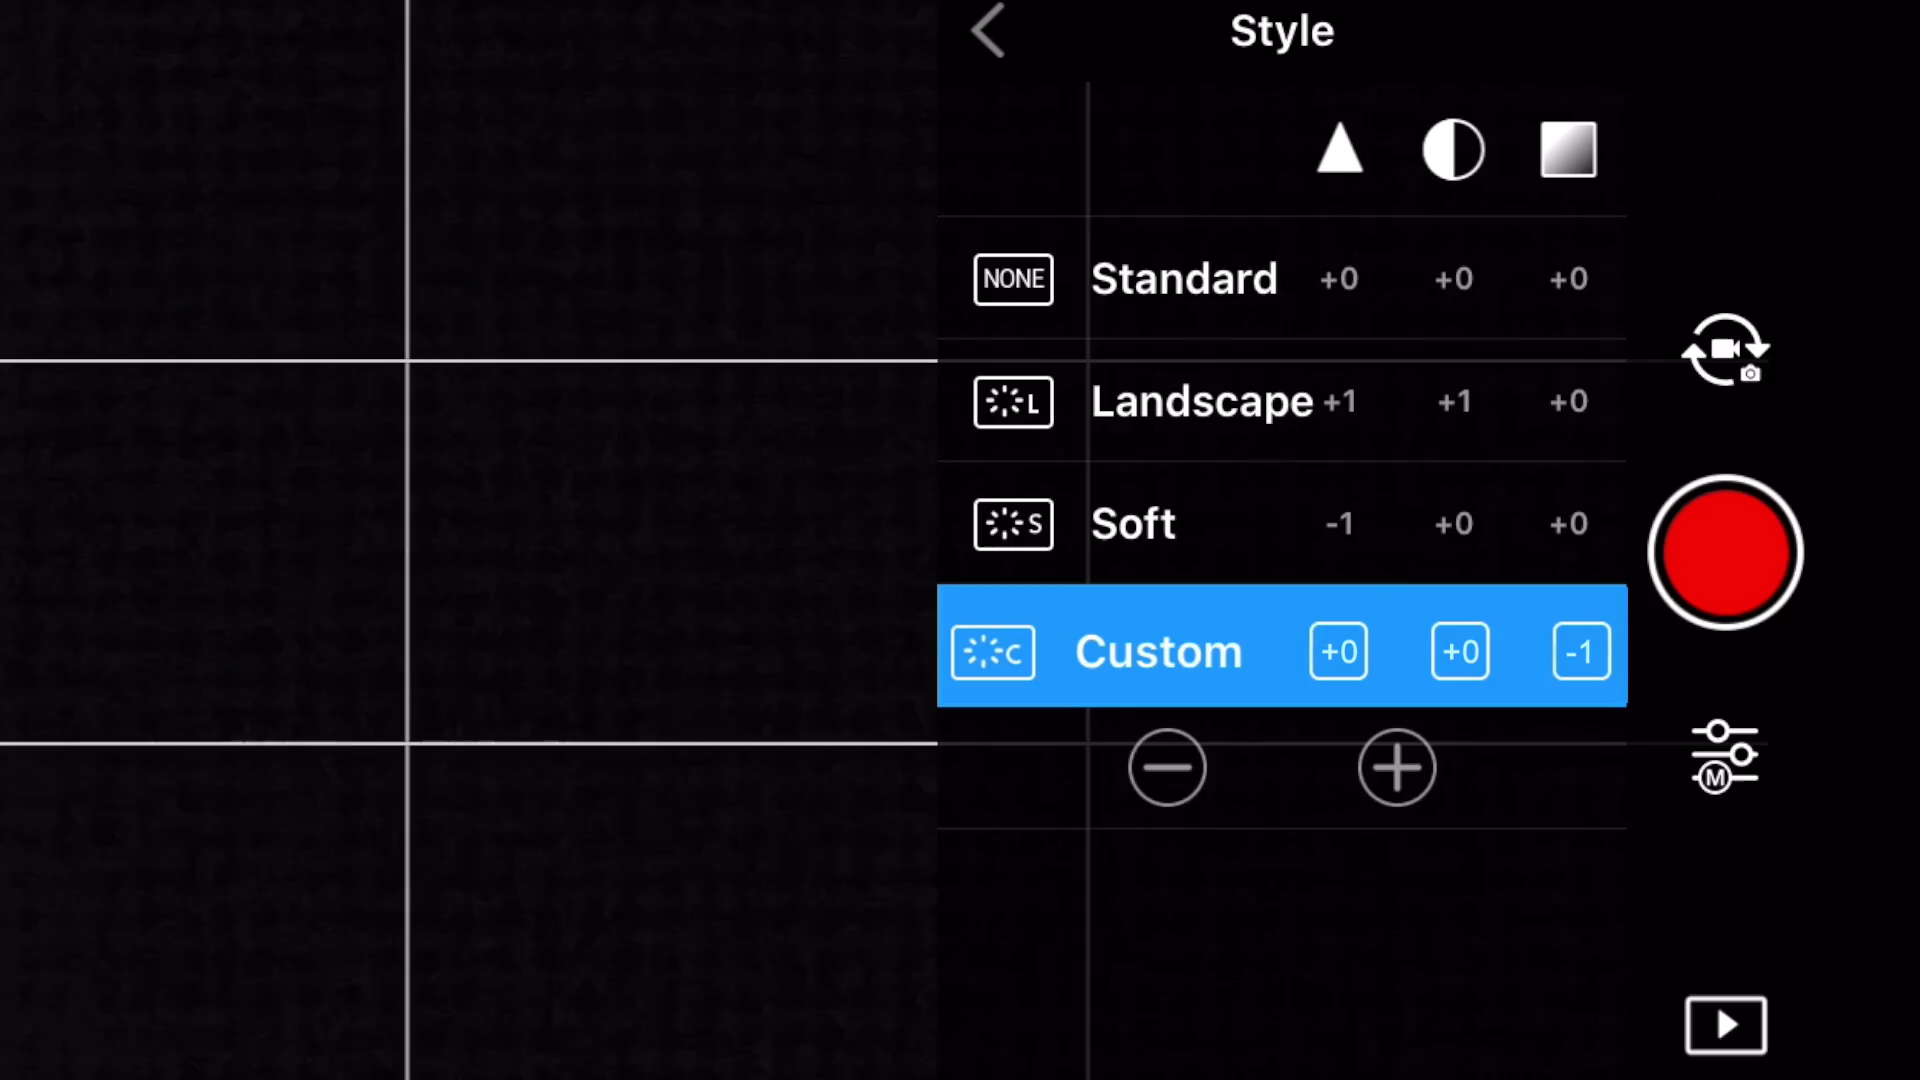 Style
NONE Standard +0 +0 +0
L Landscape +1 +1 +0
S Soft -1 +0 +0
C Custom +0 +0 -1
M